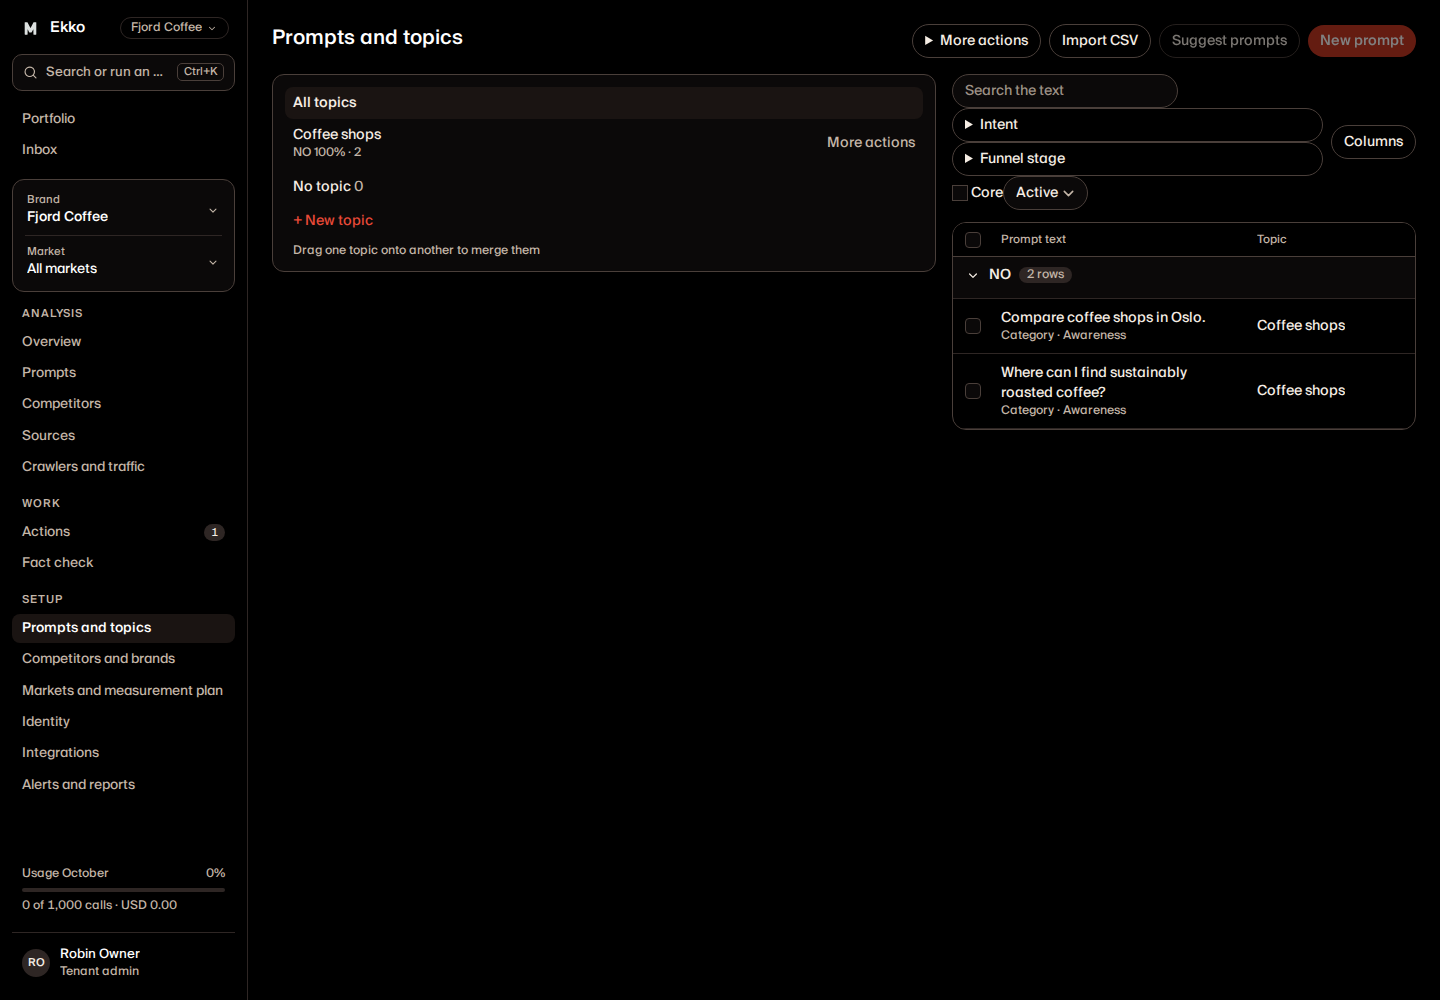 Ekko
Fjord Coffee
Search or run an ...
Ctrl+K
Portfolio
Inbox
Brand
Fjord Coffee
Market
All markets
ANALYSIS
Overview
Prompts
Competitors
Sources
Crawlers and traffic
WORK
Actions
1
Fact check
SETUP
Prompts and topics
Competitors and brands
Markets and measurement plan
Identity
Integrations
Alerts and reports
Usage October
0%
0 of 1,000 calls · USD 0.00
RO
Robin Owner
Tenant admin
Prompts and topics
More actions
Import CSV
Suggest prompts
New prompt
All topics
Coffee shops
NO 100% · 2
More actions
No topic 0
+ New topic
Drag one topic onto another to merge them
Search the text
Intent
Funnel stage
Columns
Core
Active
Prompt text
Topic
NO
2 rows
Compare coffee shops in Oslo.
Category · Awareness
Coffee shops
Where can I find sustainably
roasted coffee?
Category · Awareness
Coffee shops